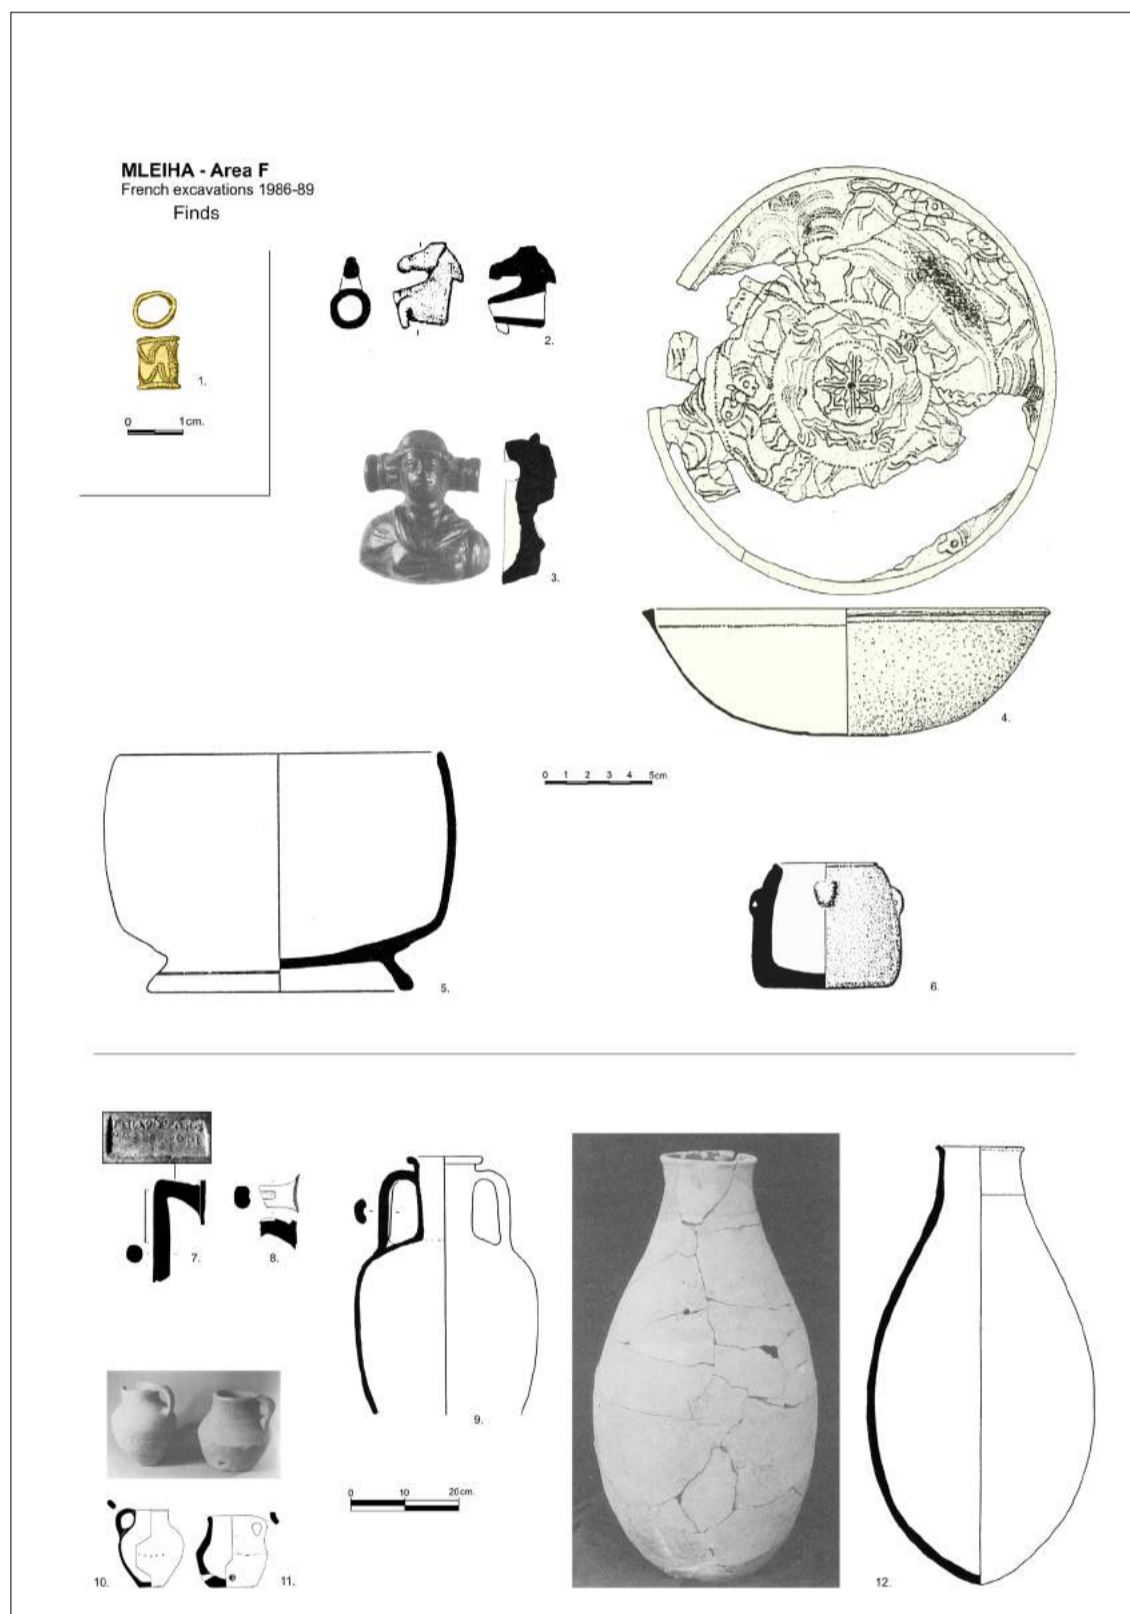 MLEIHA - Area F
French excavations 1986-89
Finds
1.
0 1cm.
2.
3.
4.
0 1 2 3 4 5cm.
5.
6.
7.
8.
9.
0 10 20cm.
10.
11.
12.